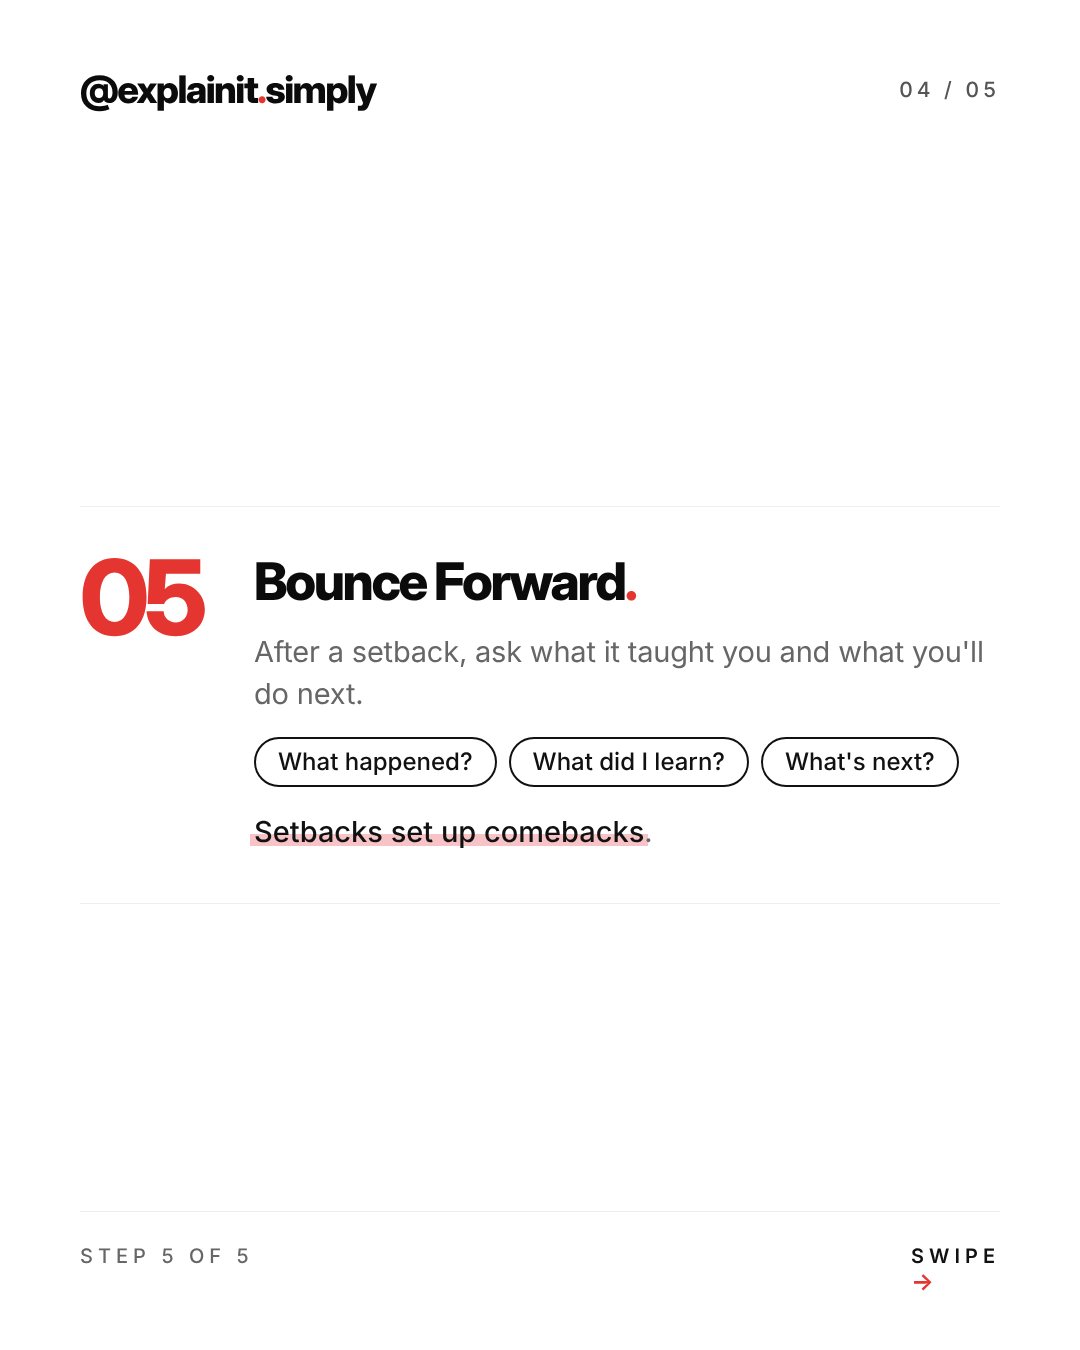 @explainit.simply
04 / 05
05
Bounce Forward.
After a setback, ask what it taught you and what you'll
do next.
What happened?
What did I learn?
What's next?
Setbacks set up comebacks.
STEP 5 OF 5
SWIPE
→